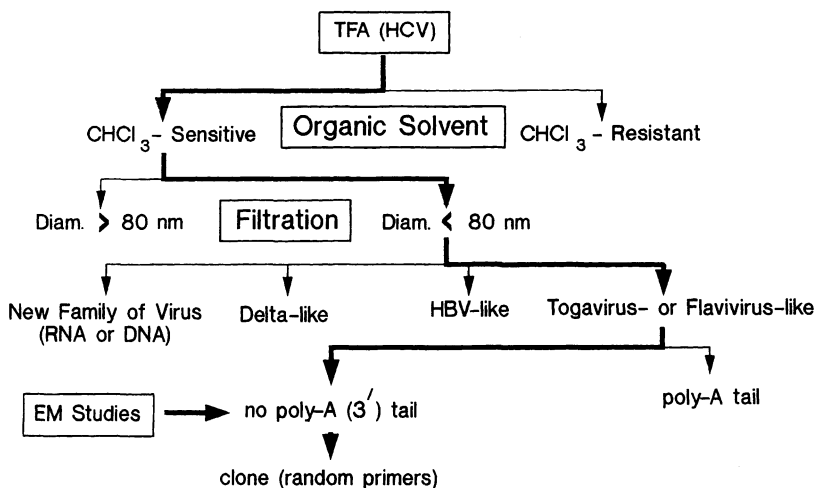 TFA (HCV)
CHCl3 - Sensitive
Organic Solvent
CHCl3 - Resistant
Diam. > 80 nm
Filtration
Diam. < 80 nm
New Family of Virus
(RNA or DNA)
Delta-like
HBV-like
Togavirus- or Flavivirus-like
poly-A tail
EM Studies
no poly-A (3′) tail
clone (random primers)